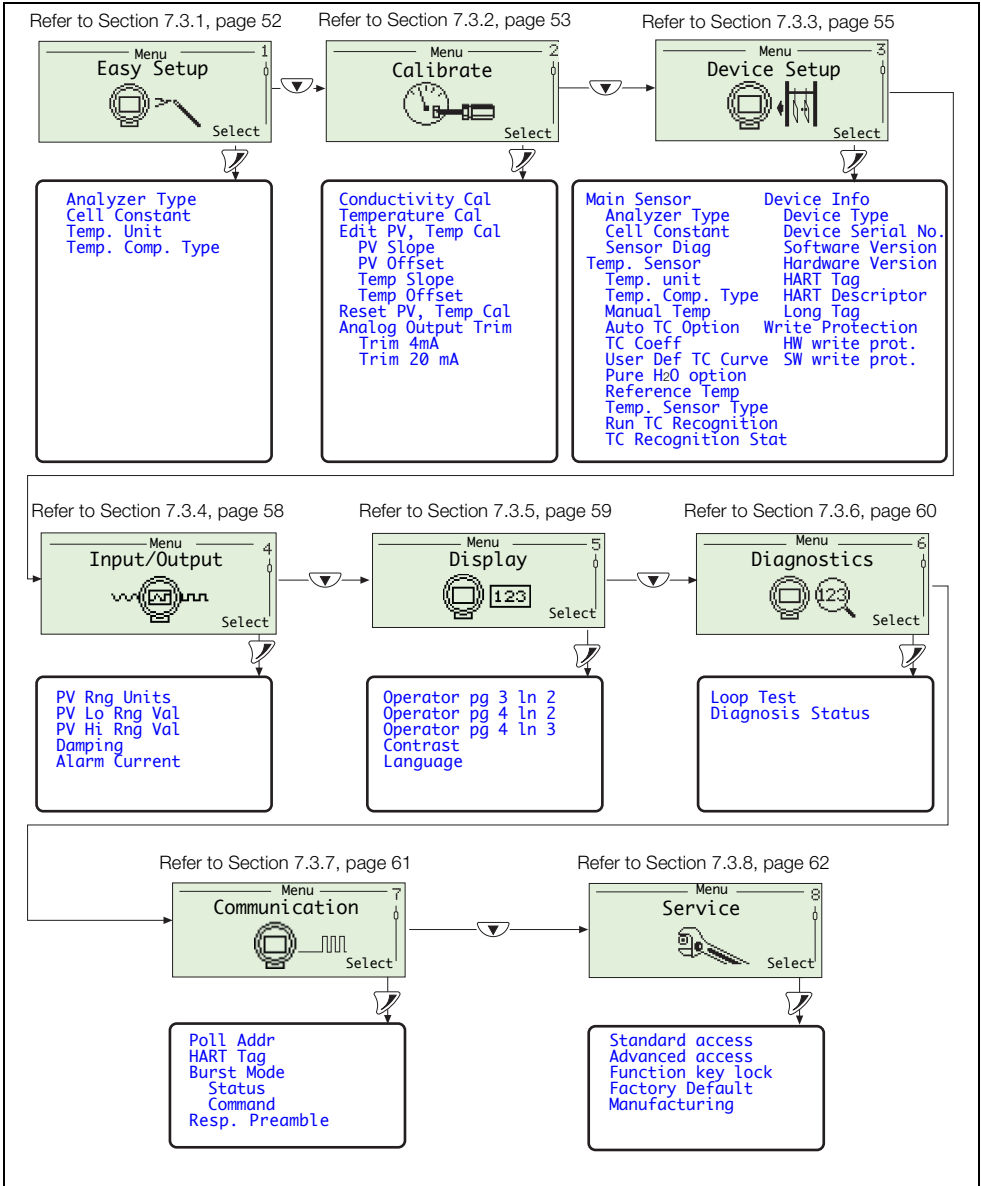 Refer to Section 7.3.1, page 52
Refer to Section 7.3.2, page 53
Refer to Section 7.3.3, page 55
Menu 1
Easy Setup
Select
Menu 2
Calibrate
Select
Menu 3
Device Setup
Select
Analyzer Type
Cell Constant
Temp. Unit
Temp. Comp. Type
Conductivity Cal
Temperature Cal
Edit PV, Temp Cal
PV Slope
PV Offset
Temp Slope
Temp Offset
Reset PV, Temp Cal
Analog Output Trim
Trim 4mA
Trim 20 mA
Main Sensor
Analyzer Type
Cell Constant
Sensor Diag
Temp. Sensor
Temp. unit
Temp. Comp. Type
Manual Temp
Auto TC Option
TC Coeff
User Def TC Curve
Pure H2O option
Reference Temp
Temp. Sensor Type
Run TC Recognition
TC Recognition Stat
Device Info
Device Type
Device Serial No.
Software Version
Hardware Version
HART Tag
HART Descriptor
Long Tag
Write Protection
HW write prot.
SW write prot.
Refer to Section 7.3.4, page 58
Refer to Section 7.3.5, page 59
Refer to Section 7.3.6, page 60
Menu 4
Input/Output
Select
Menu 5
Display
123
Select
Menu 6
Diagnostics
123
Select
PV Rng Units
PV Lo Rng Val
PV Hi Rng Val
Damping
Alarm Current
Operator pg 3 ln 2
Operator pg 4 ln 2
Operator pg 4 ln 3
Contrast
Language
Loop Test
Diagnosis Status
Refer to Section 7.3.7, page 61
Refer to Section 7.3.8, page 62
Menu 7
Communication
Select
Menu 8
Service
Select
Poll Addr
HART Tag
Burst Mode
Status
Command
Resp. Preamble
Standard access
Advanced access
Function key lock
Factory Default
Manufacturing